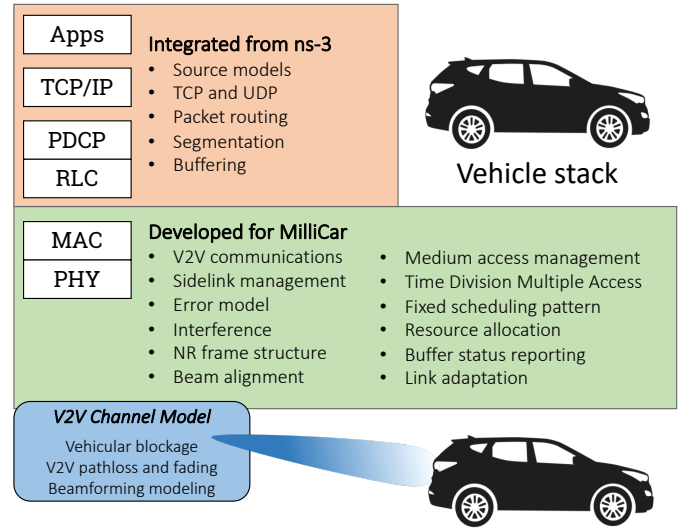 Apps
TCP/IP
PDCP
RLC
Integrated from ns-3
• Source models
• TCP and UDP
• Packet routing
• Segmentation
• Buffering
Vehicle stack
MAC
PHY
Developed for MilliCar
• V2V communications
• Sidelink management
• Error model
• Interference
• NR frame structure
• Beam alignment
• Medium access management
• Time Division Multiple Access
• Fixed scheduling pattern
• Resource allocation
• Buffer status reporting
• Link adaptation
V2V Channel Model
Vehicular blockage
V2V pathloss and fading
Beamforming modeling